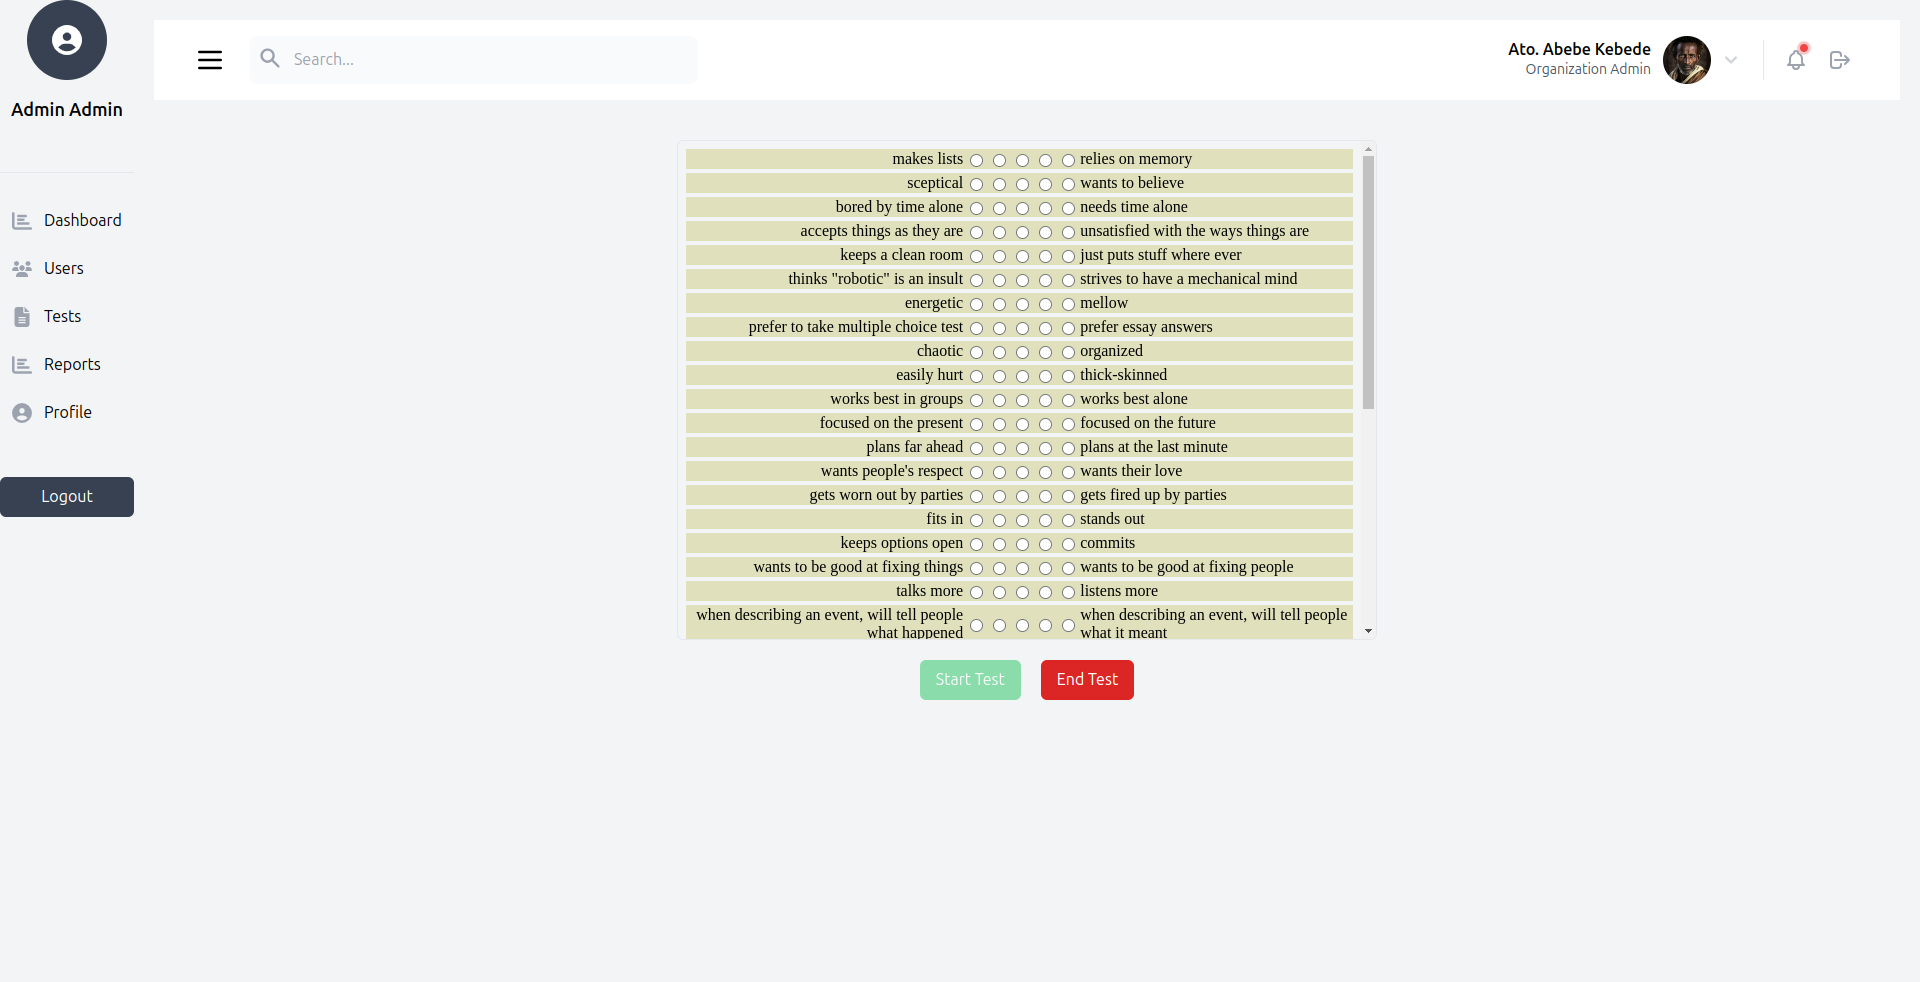 Admin Admin
Dashboard
Users
Tests
Reports
Profile
Logout
Search...
Ato. Abebe Kebede
Organization Admin
makes lists relies on memory
sceptical wants to believe
bored by time alone needs time alone
accepts things as they are unsatisfied with the ways things are
keeps a clean room just puts stuff where ever
thinks "robotic" is an insult strives to have a mechanical mind
energetic mellow
prefer to take multiple choice test prefer essay answers
chaotic organized
easily hurt thick-skinned
works best in groups works best alone
focused on the present focused on the future
plans far ahead plans at the last minute
wants people's respect wants their love
gets worn out by parties gets fired up by parties
fits in stands out
keeps options open commits
wants to be good at fixing things wants to be good at fixing people
talks more listens more
when describing an event, will tell people when describing an event, will tell people
what happened what it meant
Start Test End Test